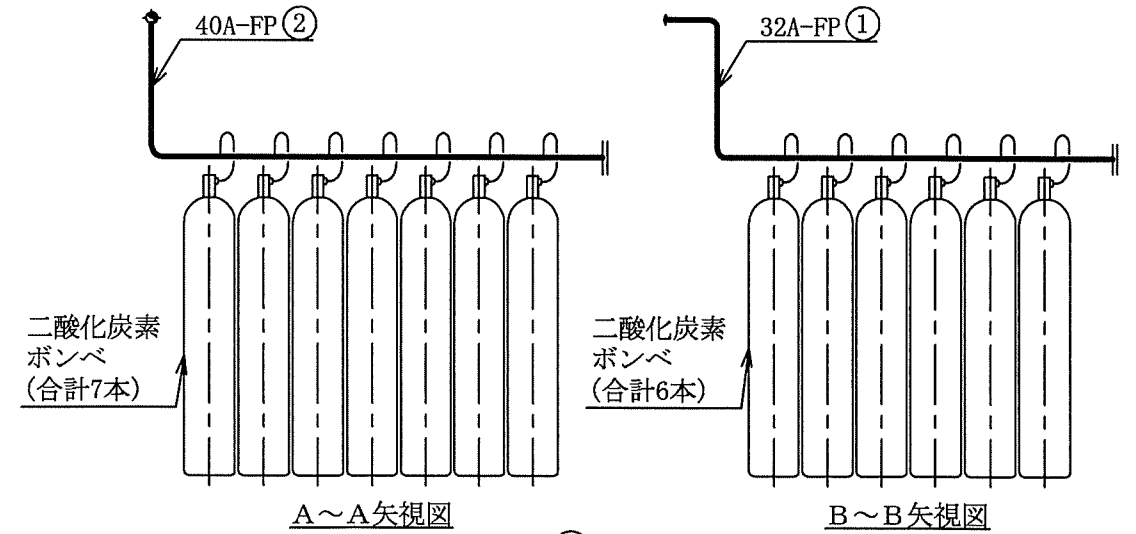 40A-FP②
32A-FP①
二酸化炭素
ボンベ
(合計7本)
二酸化炭素
ボンベ
(合計6本)
A～A矢視図
B～B矢視図